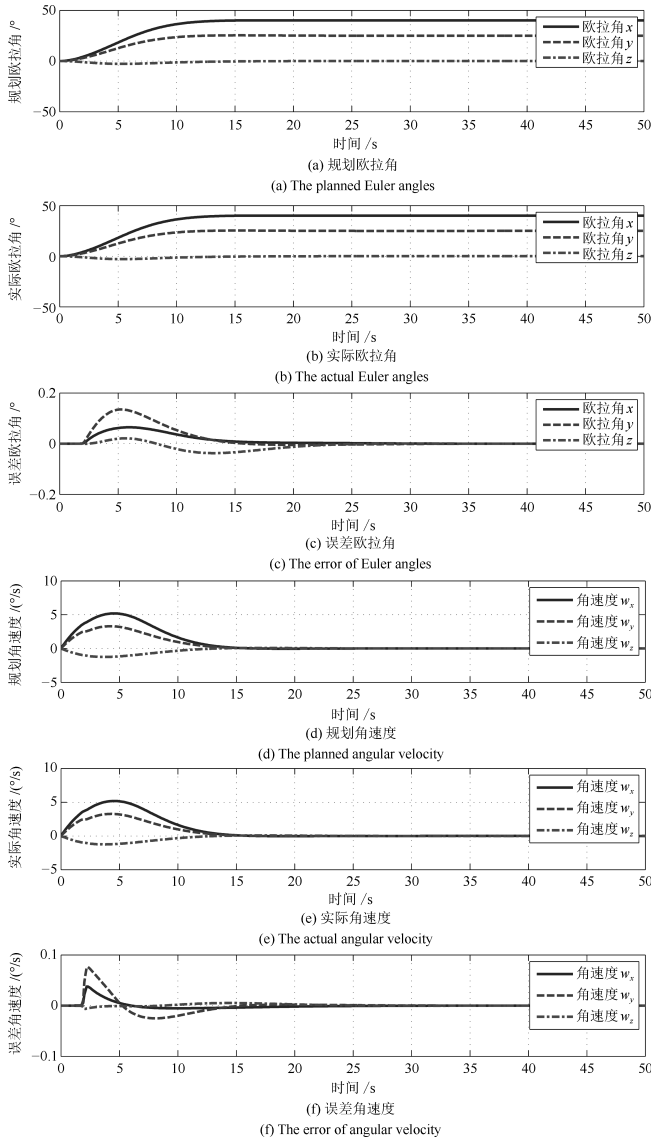 50
0
−50
规划欧拉角 /°
欧拉角x
欧拉角y
欧拉角z
0 5 10 15 20 25 30 35 40 45 50
时间 /s
(a) 规划欧拉角
(a) The planned Euler angles
50
0
−50
实际欧拉角 /°
欧拉角x
欧拉角y
欧拉角z
0 5 10 15 20 25 30 35 40 45 50
时间 /s
(b) 实际欧拉角
(b) The actual Euler angles
0.2
0
−0.2
误差欧拉角 /°
欧拉角x
欧拉角y
欧拉角z
0 5 10 15 20 25 30 35 40 45 50
时间 /s
(c) 误差欧拉角
(c) The error of Euler angles
10
5
0
−5
规划角速度 /(°/s)
角速度 wx
角速度 wy
角速度 wz
0 5 10 15 20 25 30 35 40 45 50
时间 /s
(d) 规划角速度
(d) The planned angular velocity
10
5
0
−5
实际角速度 /(°/s)
角速度 wx
角速度 wy
角速度 wz
0 5 10 15 20 25 30 35 40 45 50
时间 /s
(e) 实际角速度
(e) The actual angular velocity
0.1
0
−0.1
误差角速度 /(°/s)
角速度 wx
角速度 wy
角速度 wz
0 5 10 15 20 25 30 35 40 45 50
时间 /s
(f) 误差角速度
(f) The error of angular velocity